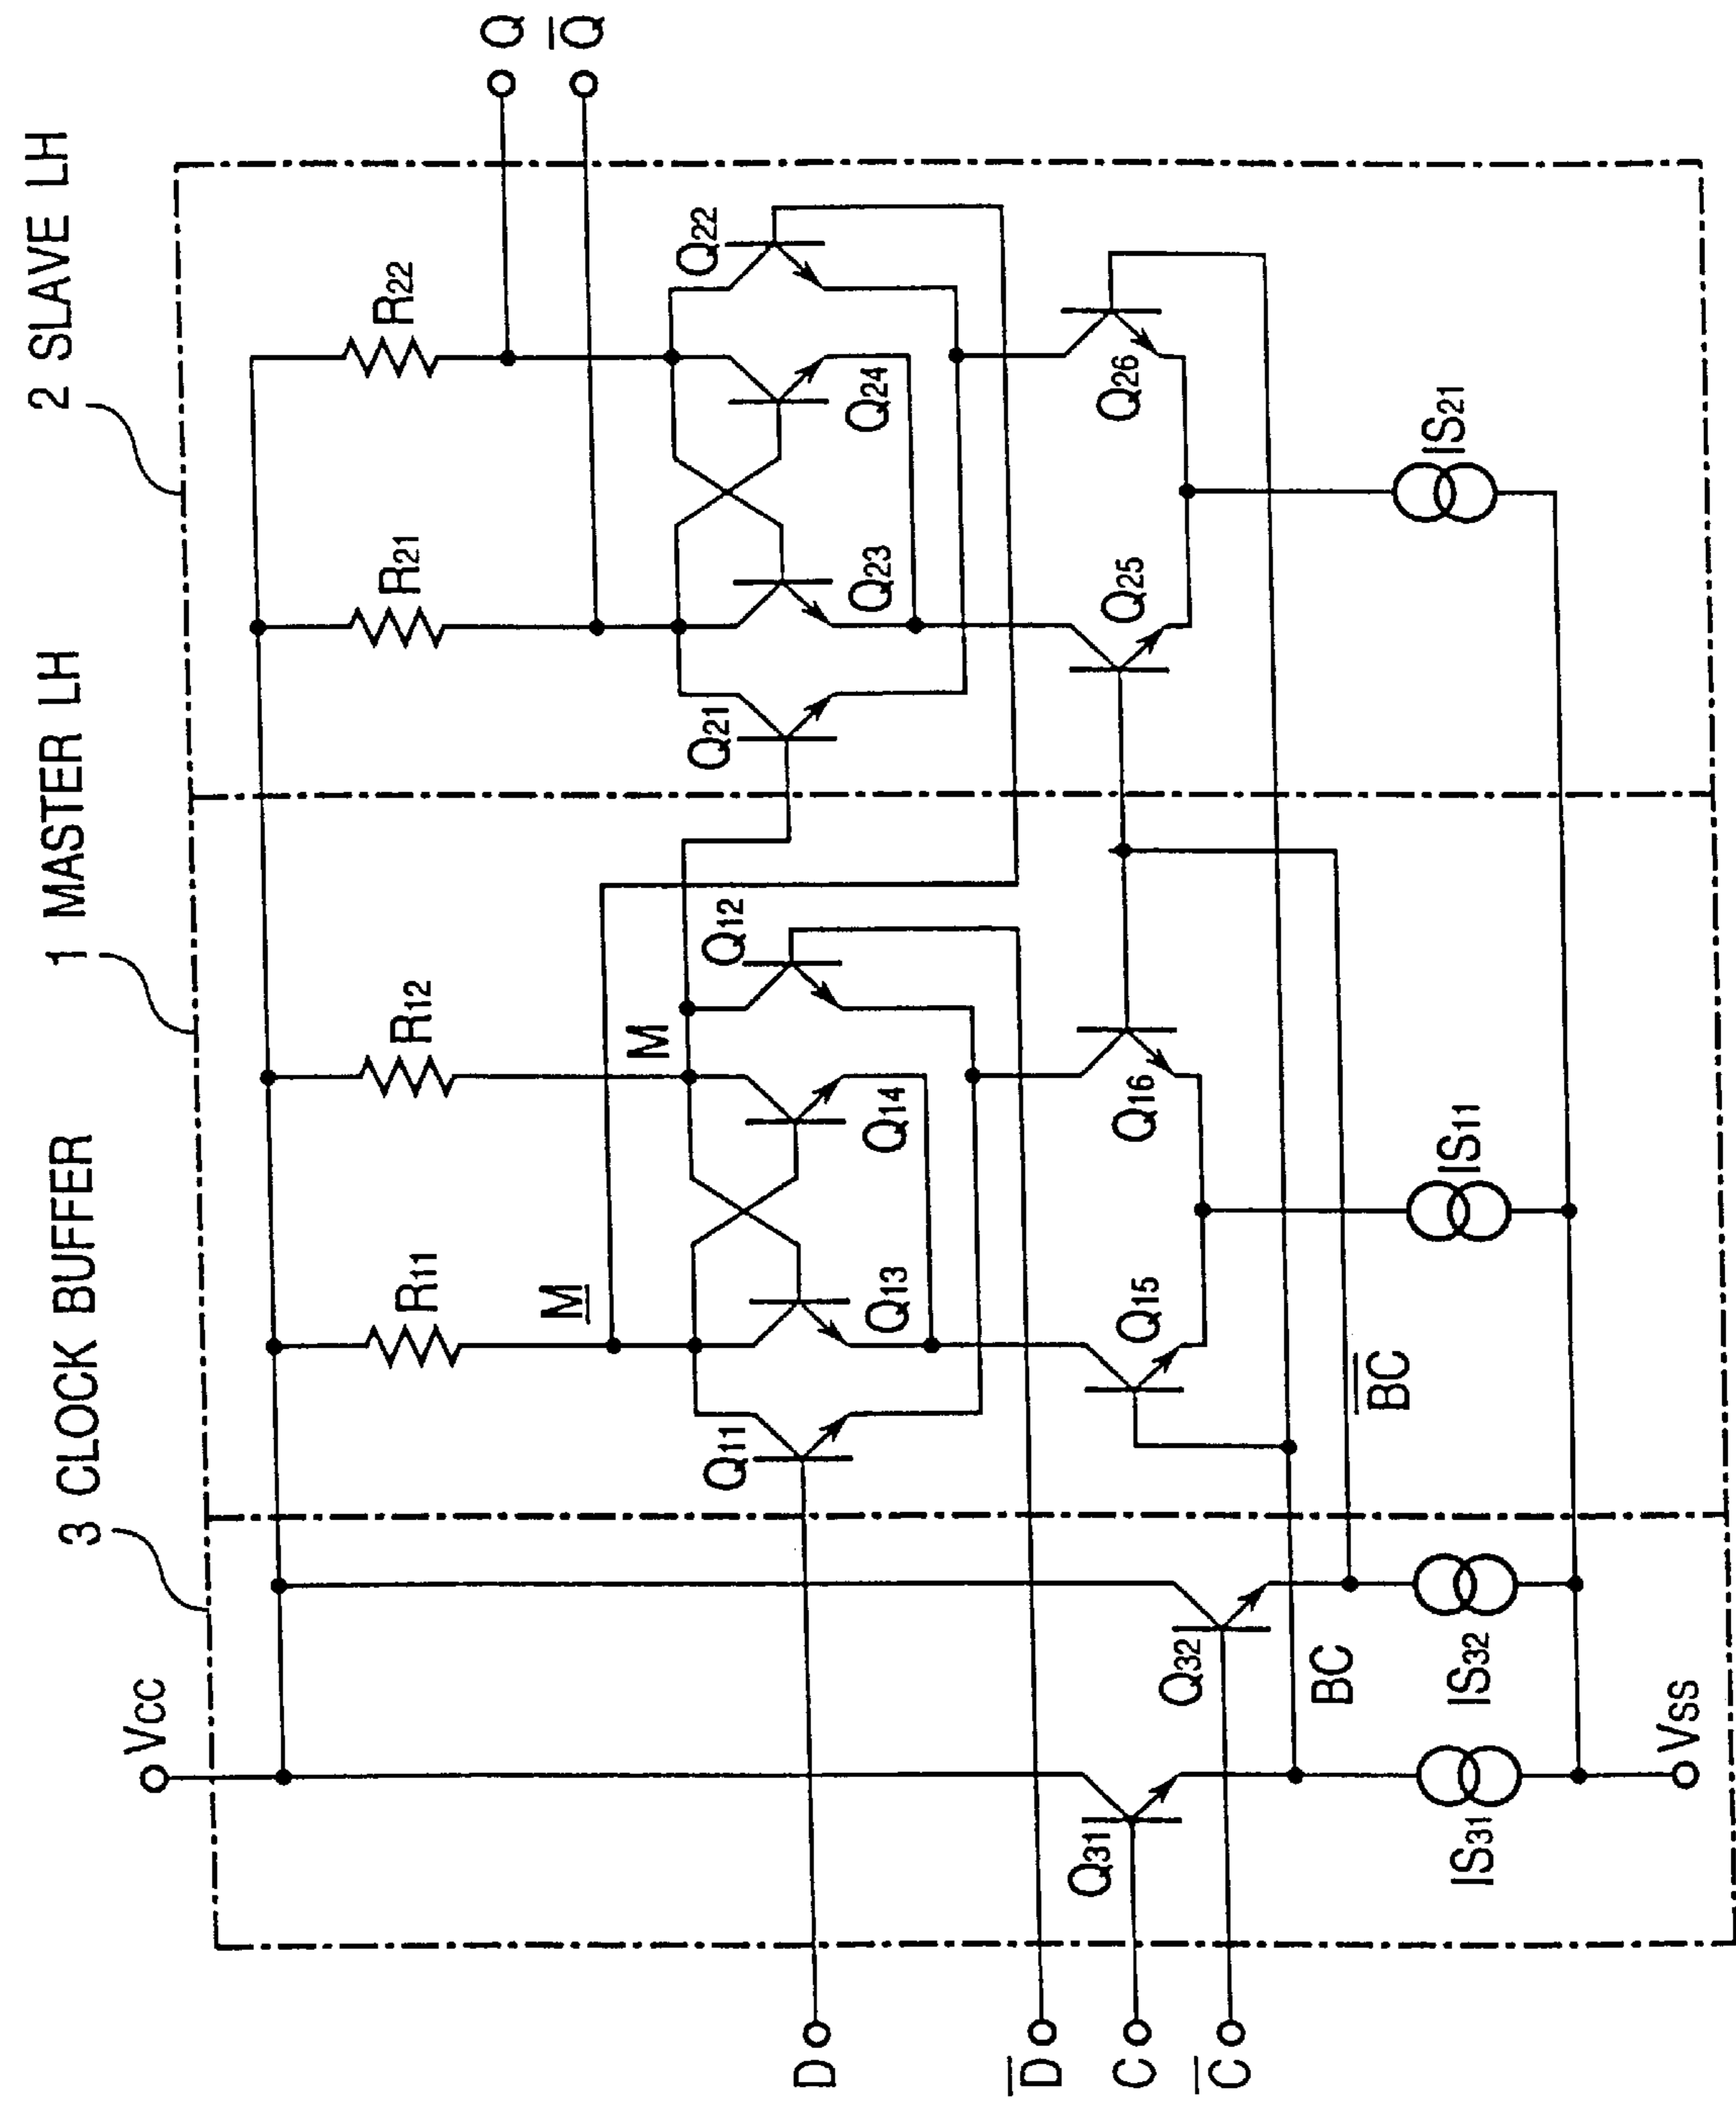 3 CLOCK BUFFER
1 MASTER LH
2 SLAVE LH
VCC
R11
R12
R21
R22
Q
Q̅
M̅
M
Q11
Q12
Q13
Q14
Q21
Q22
Q23
Q24
D
D̅
C
C̅
Q31
Q32
Q15
Q16
Q25
Q26
BC
B̅C̅
IS31
IS32
IS11
IS21
VSS